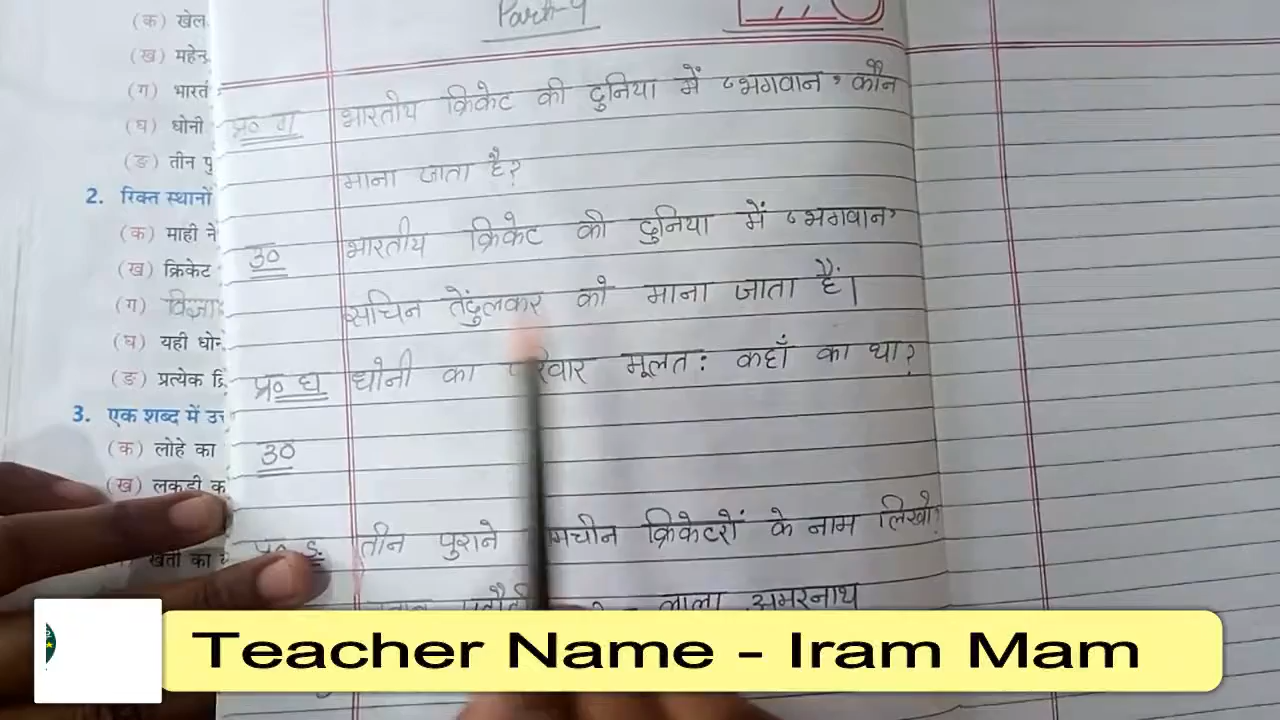 (क) खेल
(ख) महेन्द्र
(ग) भारत
(घ) धोनी
(ङ) तीन पु
2. रिक्त स्थानों
(क) माही ने
(ख) क्रिकेट
(ग)
(घ) यही धोन
(ङ) प्रत्येक
3. एक शब्द में
(क) लोहे का
(ख) लकड़ी क
खेती का
Part-4
प्र० ग भारतीय क्रिकेट की दुनिया में 'भगवान' कौन
माना जाता है?
उ० भारतीय क्रिकेट की दुनिया में 'भगवान'
सचिन तेंदुलकर को माना जाता हैं।
प्र० घ धोनी का परिवार मूलतः कहाँ का था?
उ०
प्र० ङ तीन पुराने नामचीन क्रिकेटरों के नाम लिखो?
लाला अमरनाथ
Teacher Name - Iram Mam